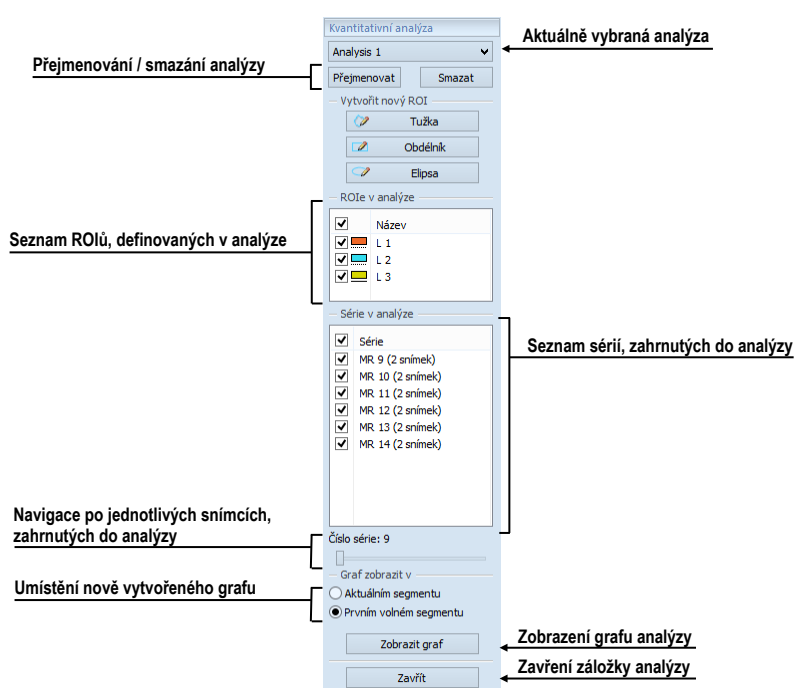 Kvantitativní analýza
Aktuálně vybraná analýza
Analysis 1
Přejmenování / smazání analýzy
Přejmenovat
Smazat
Vytvořit nový ROI
Tužka
Obdélník
Elipsa
ROIe v analýze
Název
Seznam ROIů, definovaných v analýze
L 1
L 2
L 3
Série v analýze
Série
Seznam sérií, zahrnutých do analýzy
MR 9 (2 snímek)
MR 10 (2 snímek)
MR 11 (2 snímek)
MR 12 (2 snímek)
MR 13 (2 snímek)
MR 14 (2 snímek)
Navigace po jednotlivých snímcích,
zahrnutých do analýzy
Číslo série: 9
Graf zobrazit v
Umístění nově vytvořeného grafu
Aktuálním segmentu
Prvním volném segmentu
Zobrazit graf
Zobrazení grafu analýzy
Zavřít
Zavření záložky analýzy